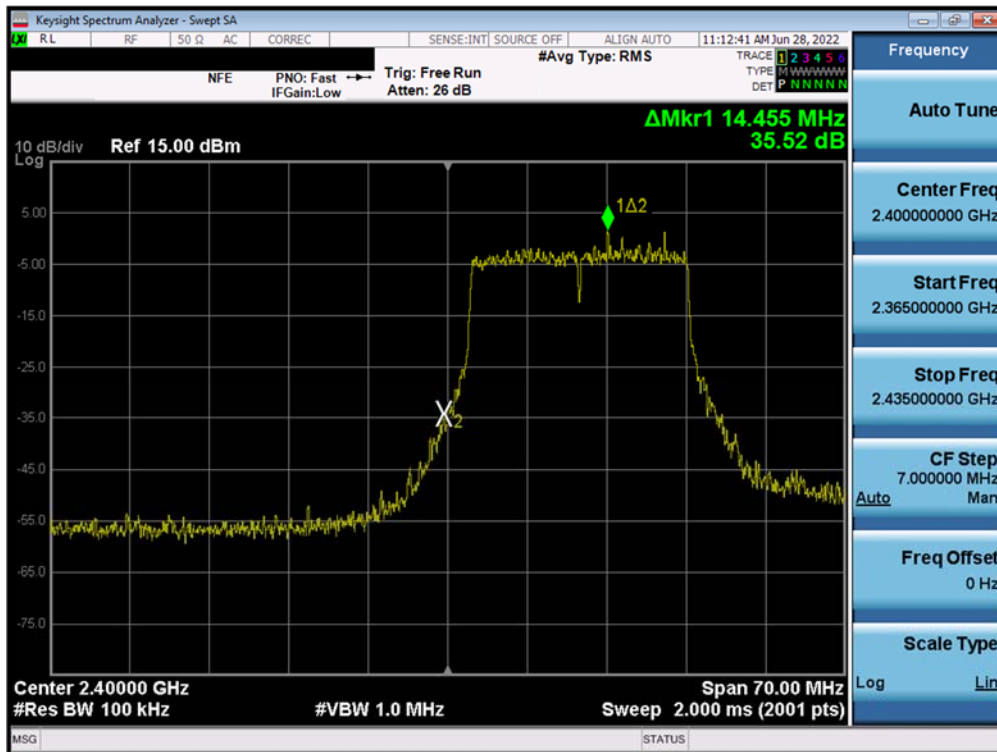 Keysight Spectrum Analyzer - Swept SA
LXI RL RF 50 Ω AC CORREC SENSE:INT SOURCE OFF ALIGN AUTO 11:12:41 AM Jun 28, 2022
#Avg Type: RMS TRACE 1 2 3 4 5 6
NFE PNO: Fast Trig: Free Run TYPE M W W W W W
IFGain:Low Atten: 26 dB DET P N N N N N
ΔMkr1 14.455 MHz
35.52 dB
10 dB/div Ref 15.00 dBm
Log
1Δ2
5.00
-5.00
-15.0
-25.0
-35.0
2
-45.0
-55.0
-65.0
-75.0
Center 2.40000 GHz Span 70.00 MHz
#Res BW 100 kHz #VBW 1.0 MHz Sweep 2.000 ms (2001 pts)
MSG STATUS
Frequency
Auto Tune
Center Freq
2.400000000 GHz
Start Freq
2.365000000 GHz
Stop Freq
2.435000000 GHz
CF Step
7.000000 MHz
Auto Man
Freq Offset
0 Hz
Scale Type
Log Lin